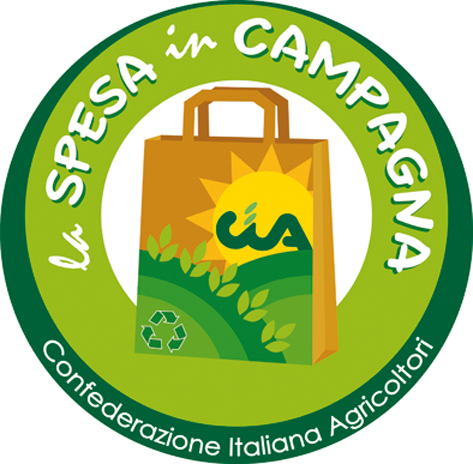 la SPESA in CAMPAGNA
CIA
Confederazione Italiana Agricoltori